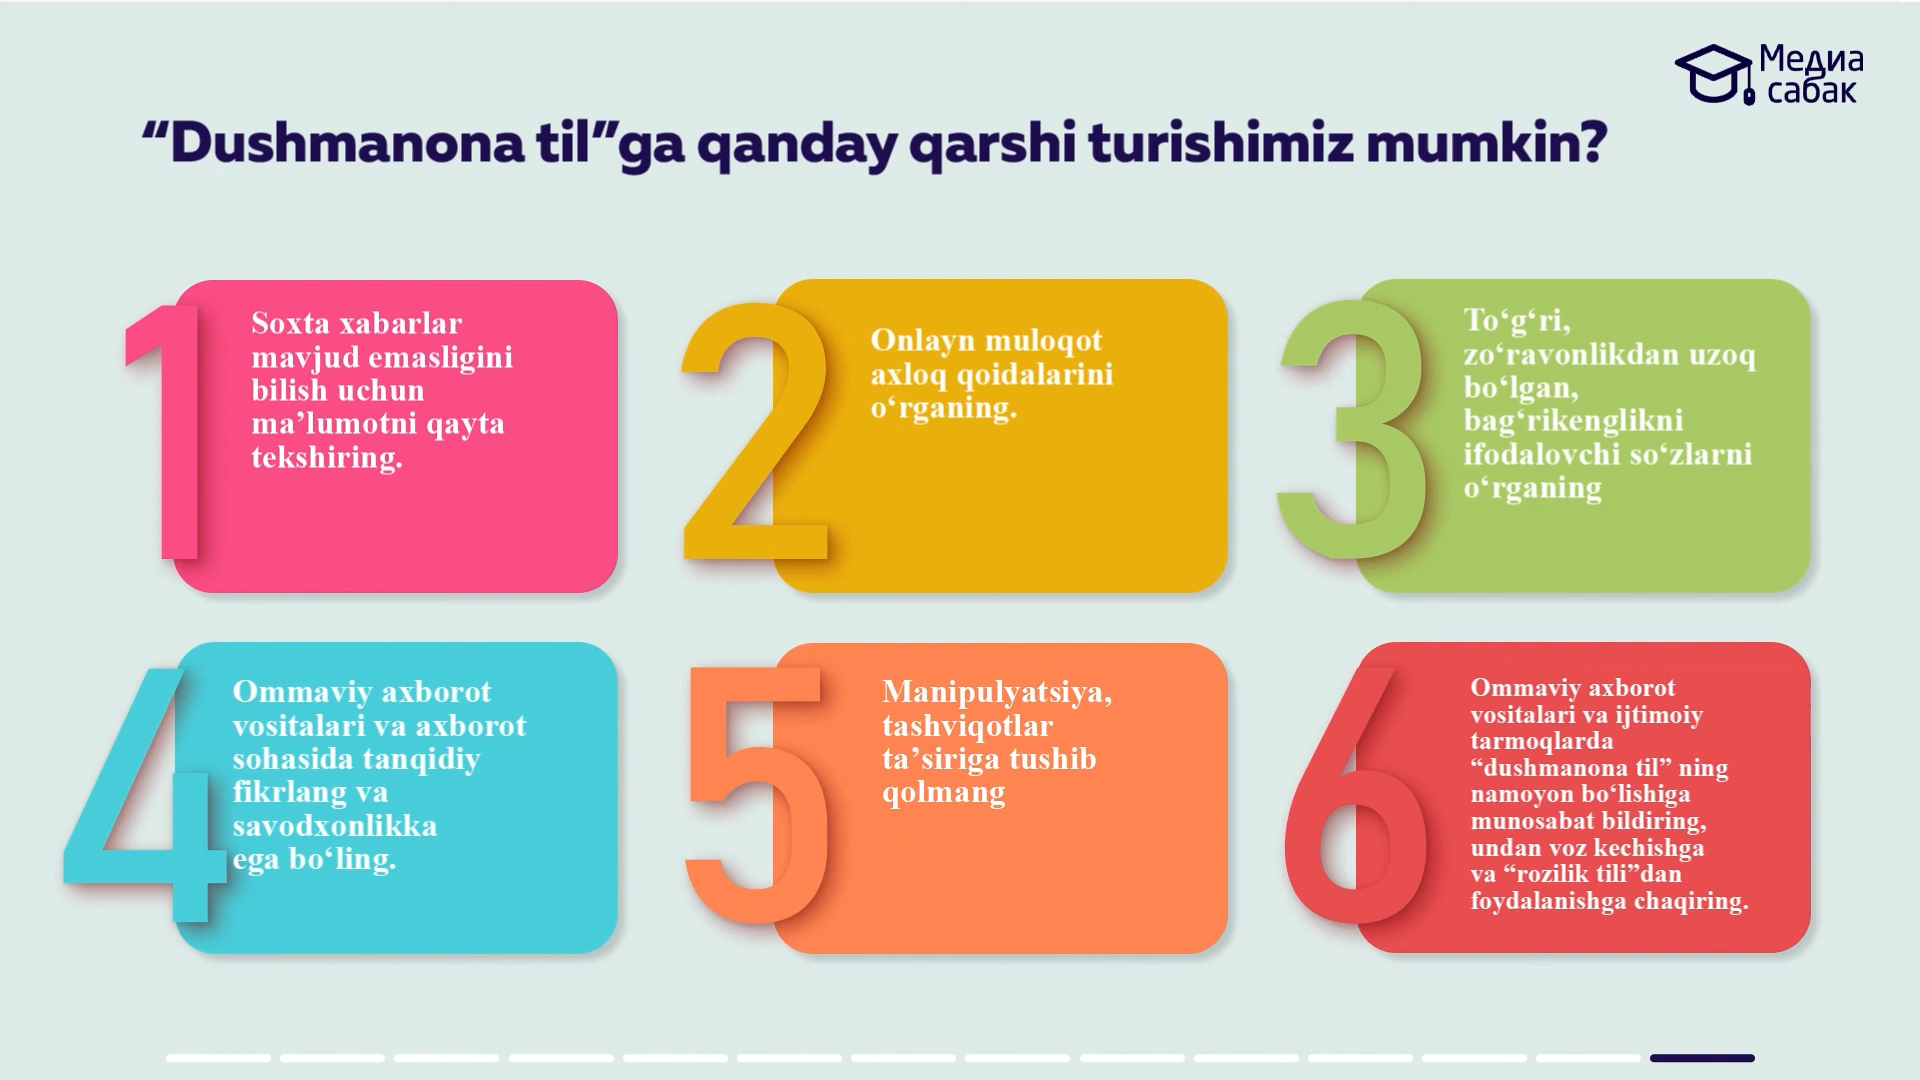 Медиа
сабак
“Dushmanona til”ga qanday qarshi turishimiz mumkin?
1
Soxta xabarlar
mavjud emasligini
bilish uchun
ma’lumotni qayta
tekshiring.
2
Onlayn muloqot
axloq qoidalarini
o‘rganing.
3
To‘g‘ri,
zo‘ravonlikdan uzoq
bo‘lgan,
bag‘rikenglikni
ifodalovchi so‘zlarni
o‘rganing
4
Ommaviy axborot
vositalari va axborot
sohasida tanqidiy
fikrlang va
savodxonlikka
ega bo‘ling.
5
Manipulyatsiya,
tashviqotlar
ta’siriga tushib
qolmang
6
Ommaviy axborot
vositalari va ijtimoiy
tarmoqlarda
“dushmanona til” ning
namoyon bo‘lishiga
munosabat bildiring,
undan voz kechishga
va “rozilik tili”dan
foydalanishga chaqiring.